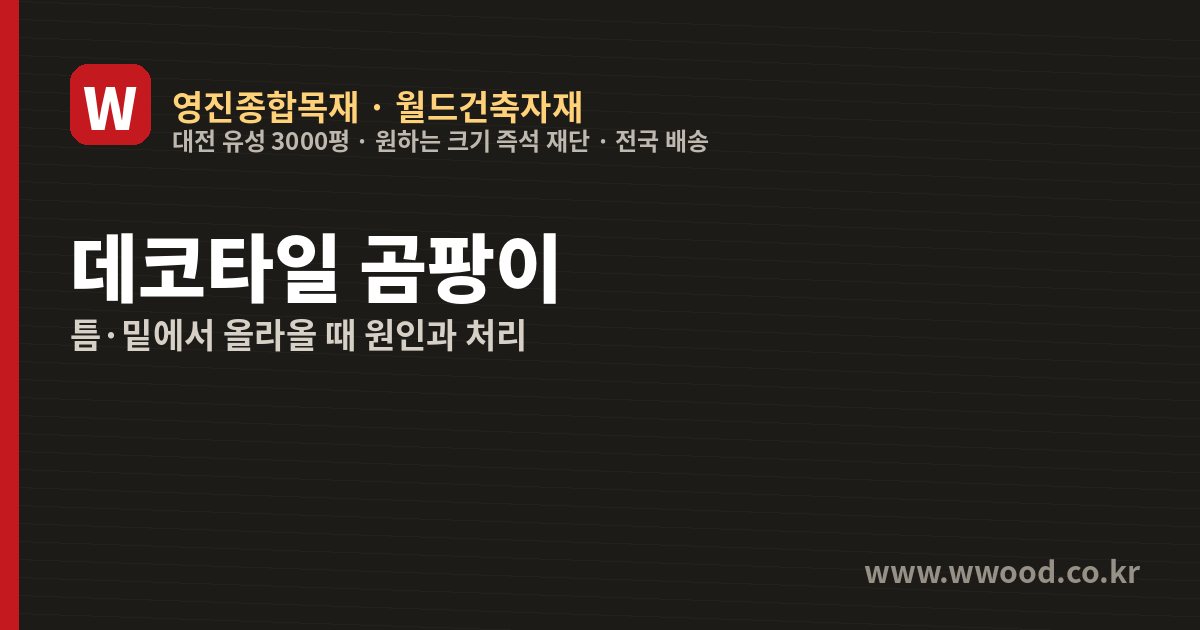 W
영진종합목재 · 월드건축자재
대전 유성 3000평 · 원하는 크기 즉석 재단 · 전국 배송
데코타일 곰팡이
틈·밑에서 올라올 때 원인과 처리
www.wwood.co.kr